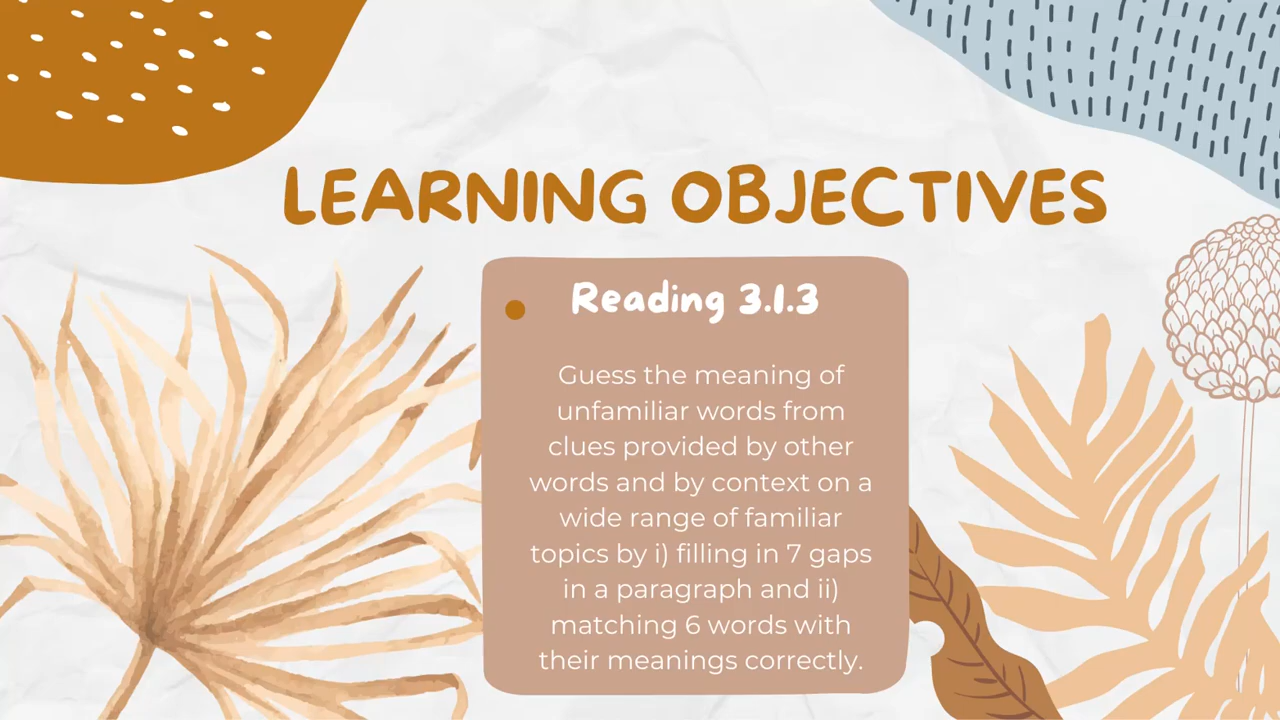 LEARNING OBJECTIVES
Reading 3.1.3
Guess the meaning of
unfamiliar words from
clues provided by other
words and by context on a
wide range of familiar
topics by i) filling in 7 gaps
in a paragraph and ii)
matching 6 words with
their meanings correctly.